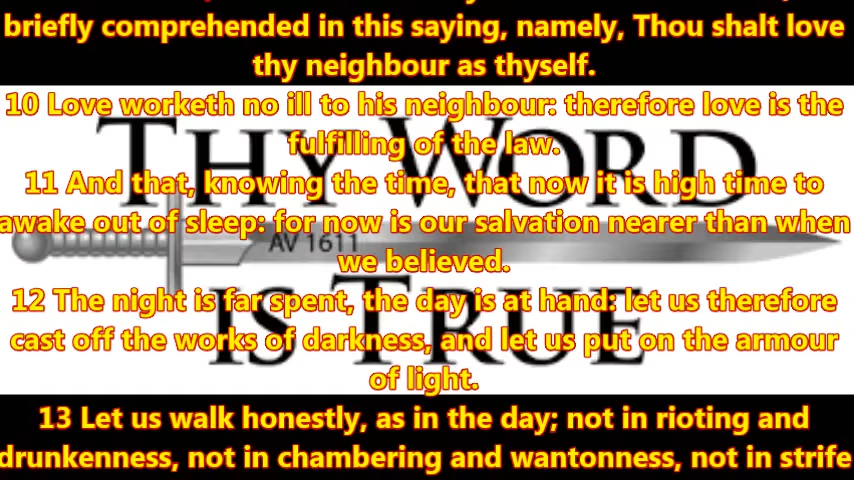 briefly comprehended in this saying, namely, Thou shalt love
thy neighbour as thyself.
10 Love worketh no ill to his neighbour: therefore love is the
fulfilling of the law.
11 And that, knowing the time, that now it is high time to
awake out of sleep: for now is our salvation nearer than when
we believed.
12 The night is far spent, the day is at hand: let us therefore
cast off the works of darkness, and let us put on the armour
of light.
13 Let us walk honestly, as in the day; not in rioting and
drunkenness, not in chambering and wantonness, not in strife
THY WORD
AV 1611
IS TRUE